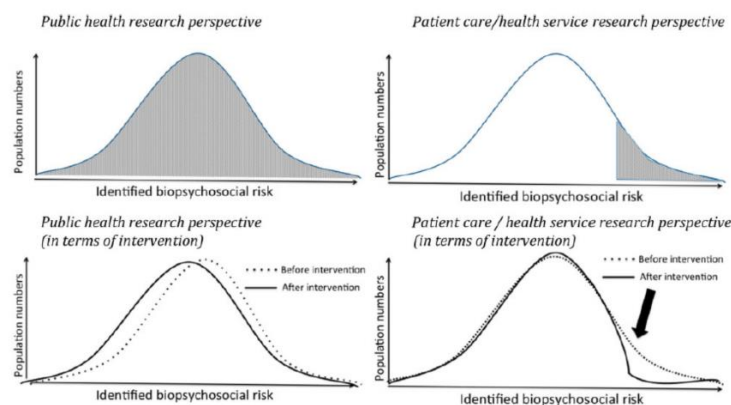 Public health research perspective
Population numbers
Identified biopsychosocial risk
Patient care/health service research perspective
Population numbers
Identified biopsychosocial risk
Public health research perspective
(in terms of intervention)
Before intervention
After intervention
Population numbers
Identified biopsychosocial risk
Patient care / health service research perspective
(in terms of intervention)
Before intervention
After intervention
Population numbers
Identified biopsychosocial risk